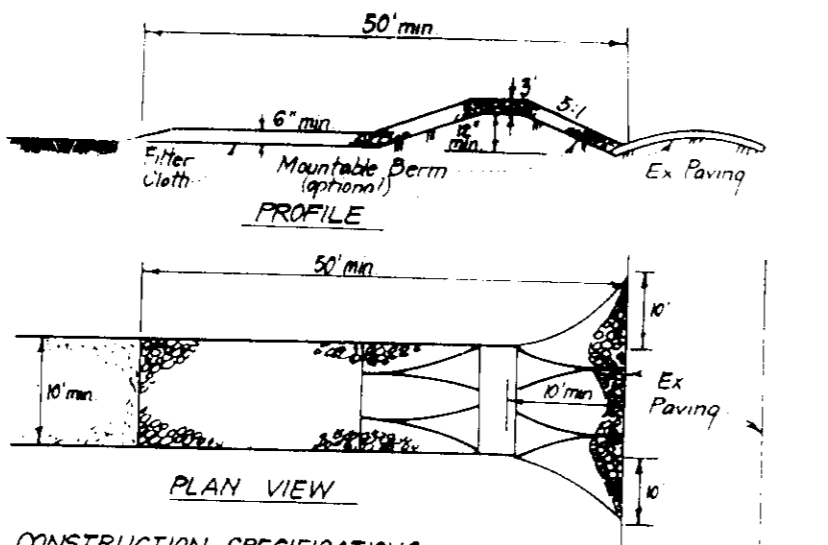 50' min
3'
5:1
6" min
12"
min
Filter
Cloth
Mountable Berm
(optional)
Ex Paving
PROFILE
50' min
10'
10' min
10' min
Ex
Paving
10'
PLAN VIEW
CONSTRUCTION SPECIFICATIONS